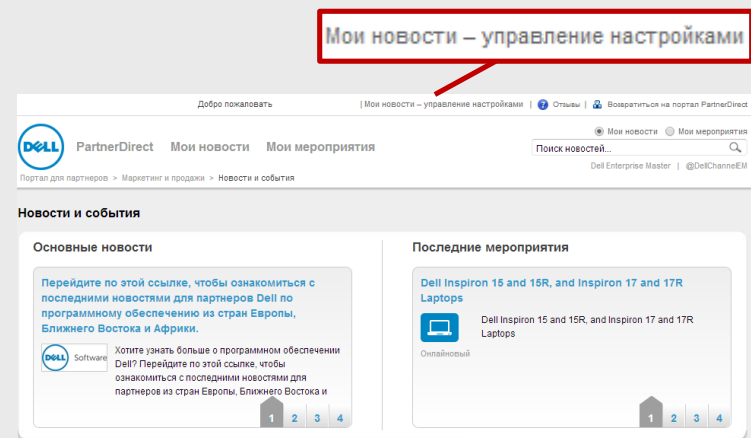 Мои новости – управление настройками
Добро пожаловать | Мои новости – управление настройками | Отзывы | Возвратиться на портал PartnerDirect
Мои новости Мои мероприятия
DELL PartnerDirect Мои новости Мои мероприятия
Поиск новостей...
Dell Enterprise Master | @DellChannelEM
Портал для партнеров > Маркетинг и продажи > Новости и события
Новости и события
Основные новости
Перейдите по этой ссылке, чтобы ознакомиться с
последними новостями для партнеров Dell по
программному обеспечению из стран Европы,
Ближнего Востока и Африки.
DELL Software
Хотите узнать больше о программном обеспечении
Dell? Перейдите по этой ссылке, чтобы
ознакомиться с последними новостями для
партнеров из стран Европы, Ближнего Востока и
1 2 3 4
Последние мероприятия
Dell Inspiron 15 and 15R, and Inspiron 17 and 17R
Laptops
Dell Inspiron 15 and 15R, and Inspiron 17 and 17R
Laptops
Онлайновый
1 2 3 4